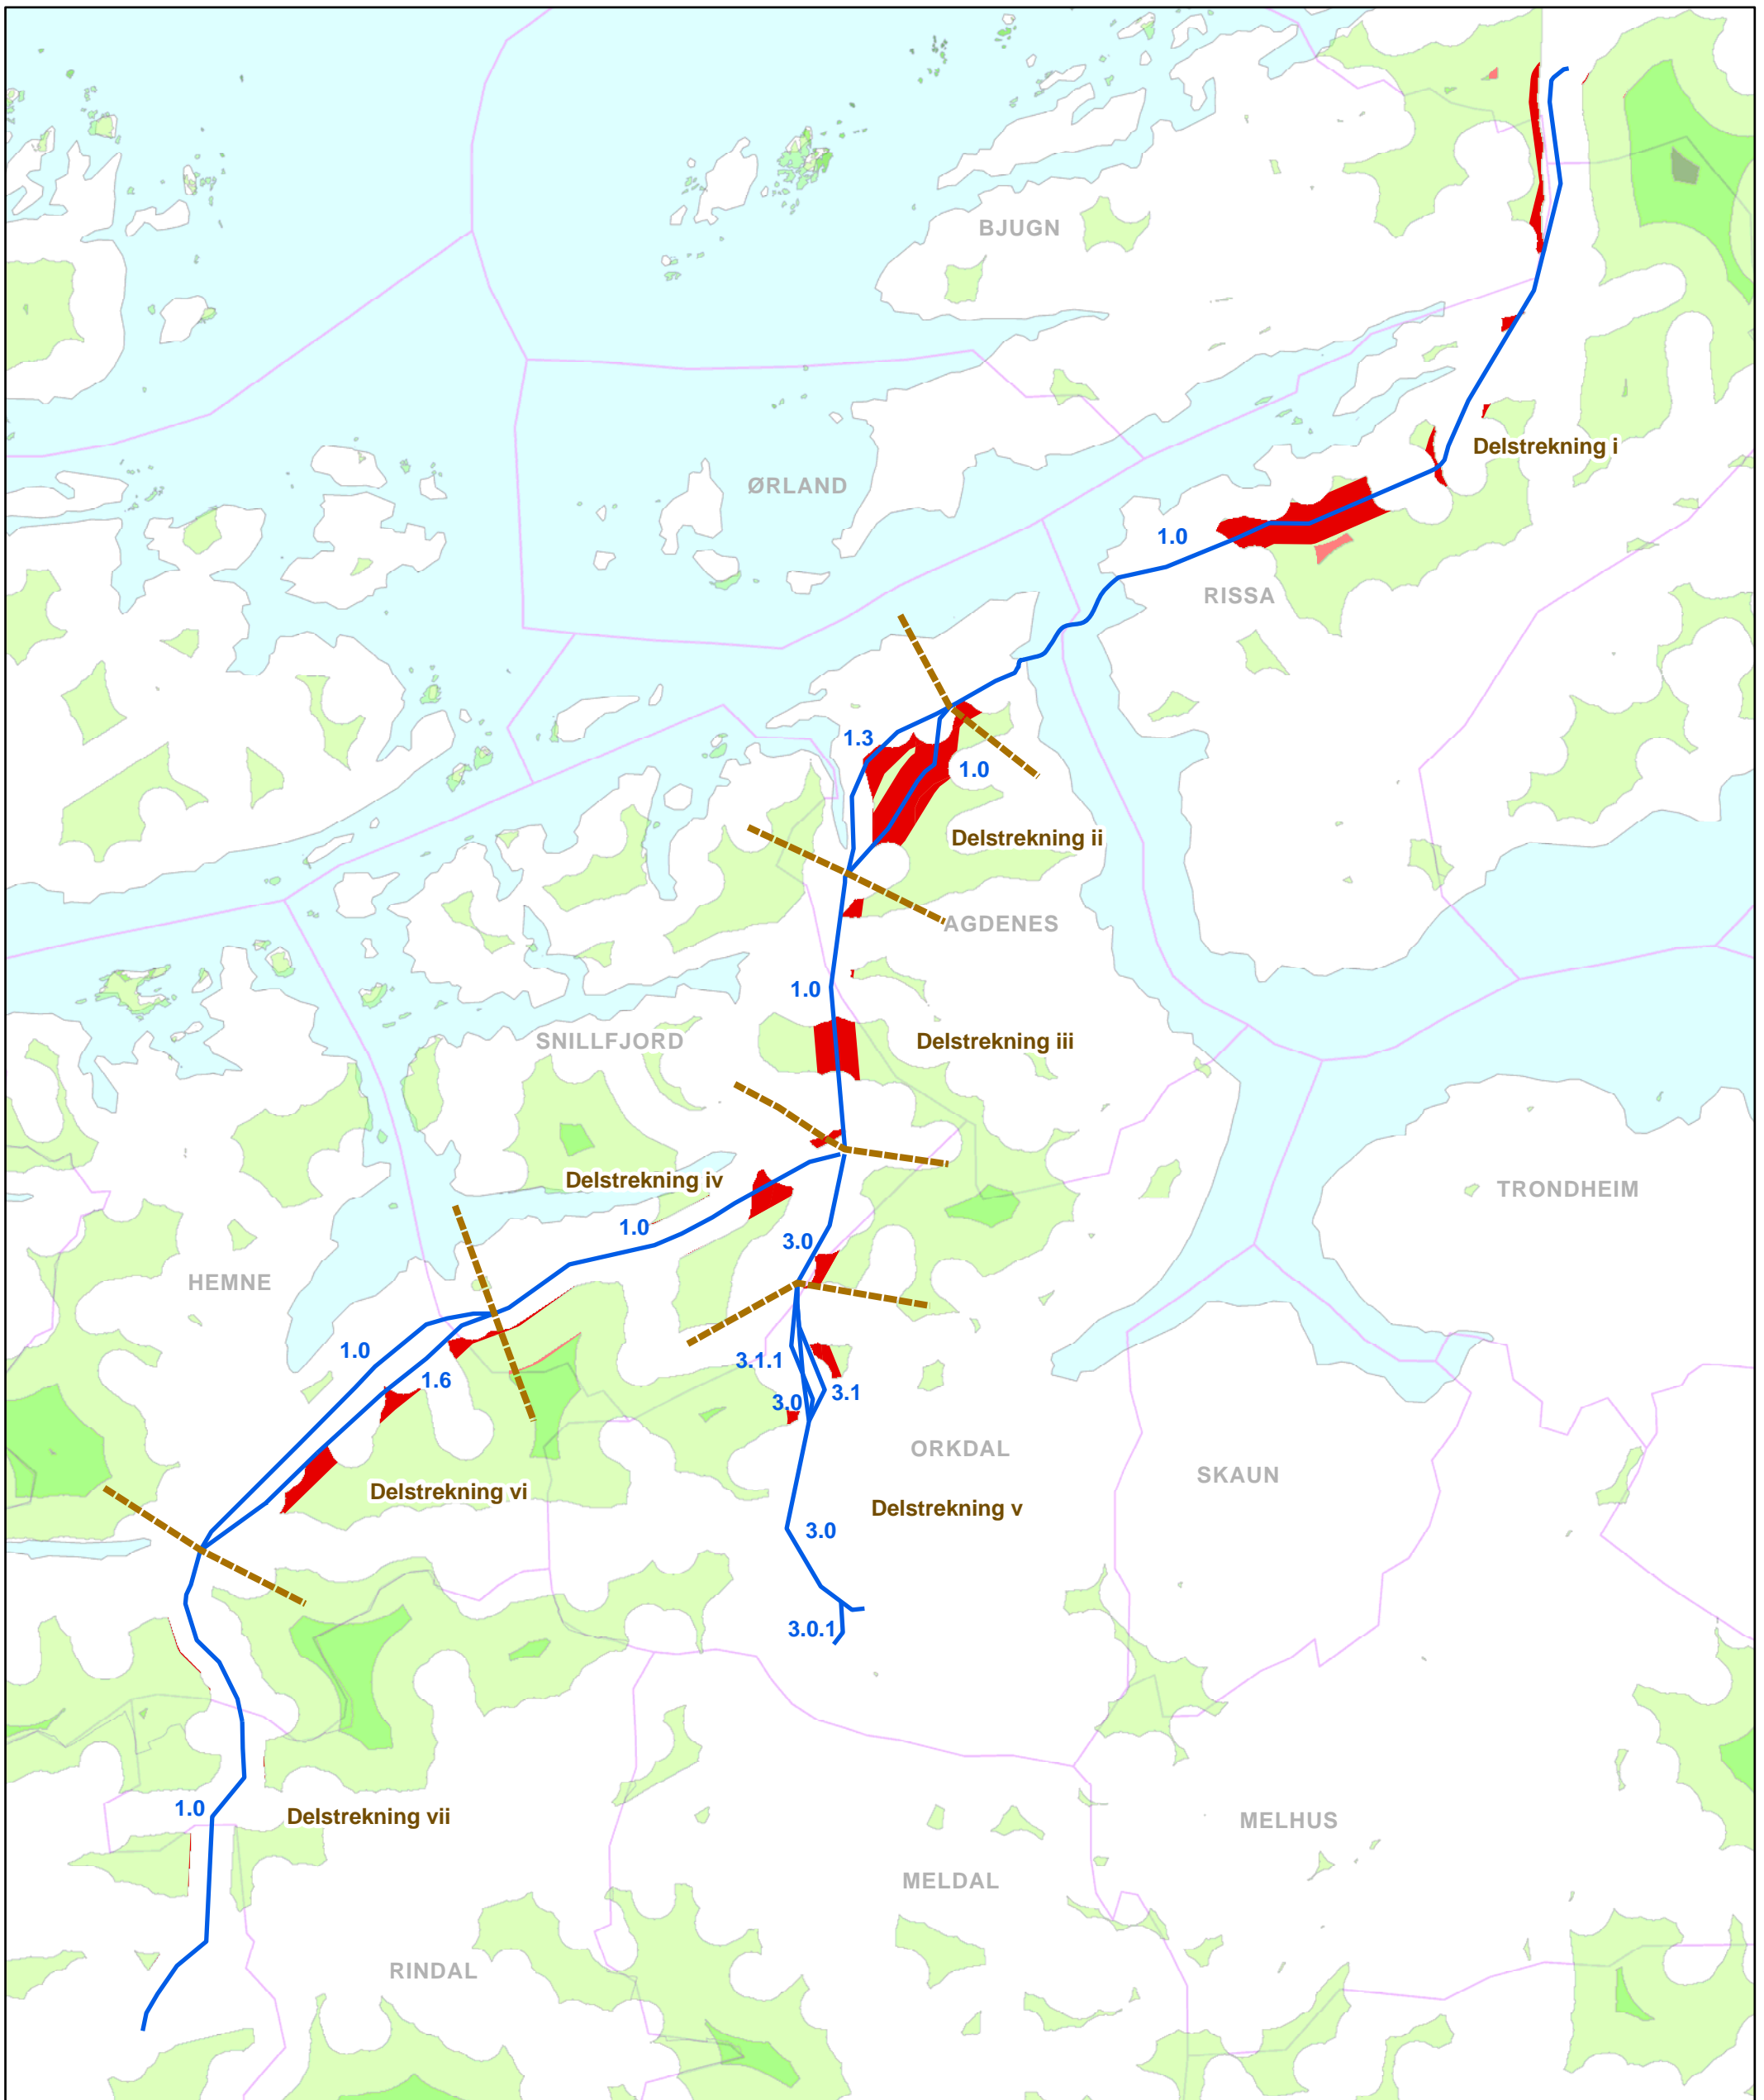 BJUGN
Delstrekning i
ØRLAND
1.0
RISSA
1.3
1.0
Delstrekning ii
AGDENES
1.0
SNILLFJORD
Delstrekning iii
Delstrekning iv
TRONDHEIM
1.0
3.0
HEMNE
1.0
3.1.1
1.6
3.1
3.0
ORKDAL
SKAUN
Delstrekning vi
Delstrekning v
3.0
3.0.1
1.0
Delstrekning vii
MELHUS
MELDAL
RINDAL